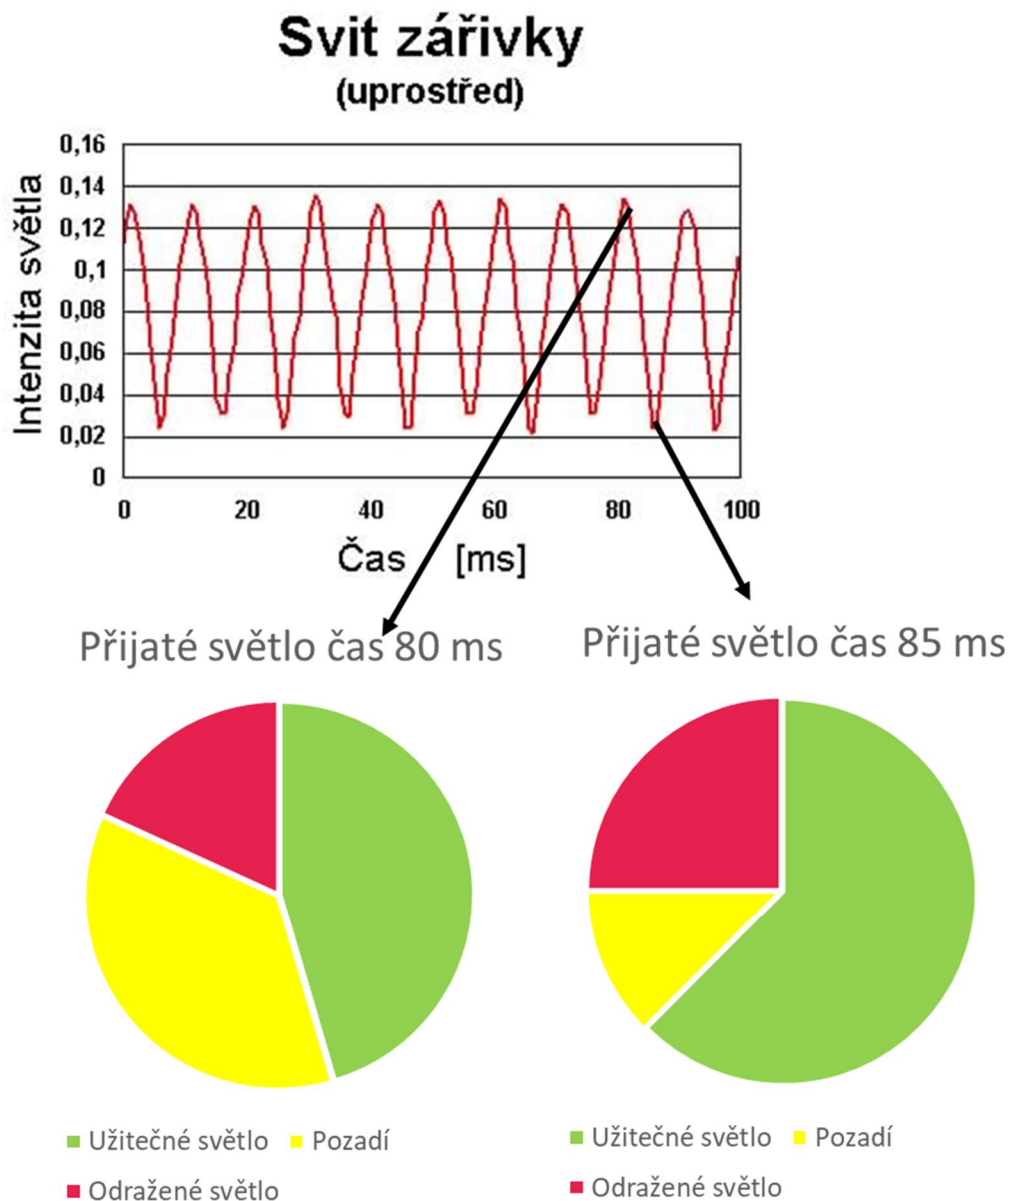 Svit zářivky
(uprostřed)
Intenzita světla
0,16
0,14
0,12
0,1
0,08
0,06
0,04
0,02
0
0 20 40 60 80 100
Čas [ms]
Přijaté světlo čas 80 ms
Přijaté světlo čas 85 ms
Užitečné světlo Pozadí
Odražené světlo
Užitečné světlo Pozadí
Odražené světlo